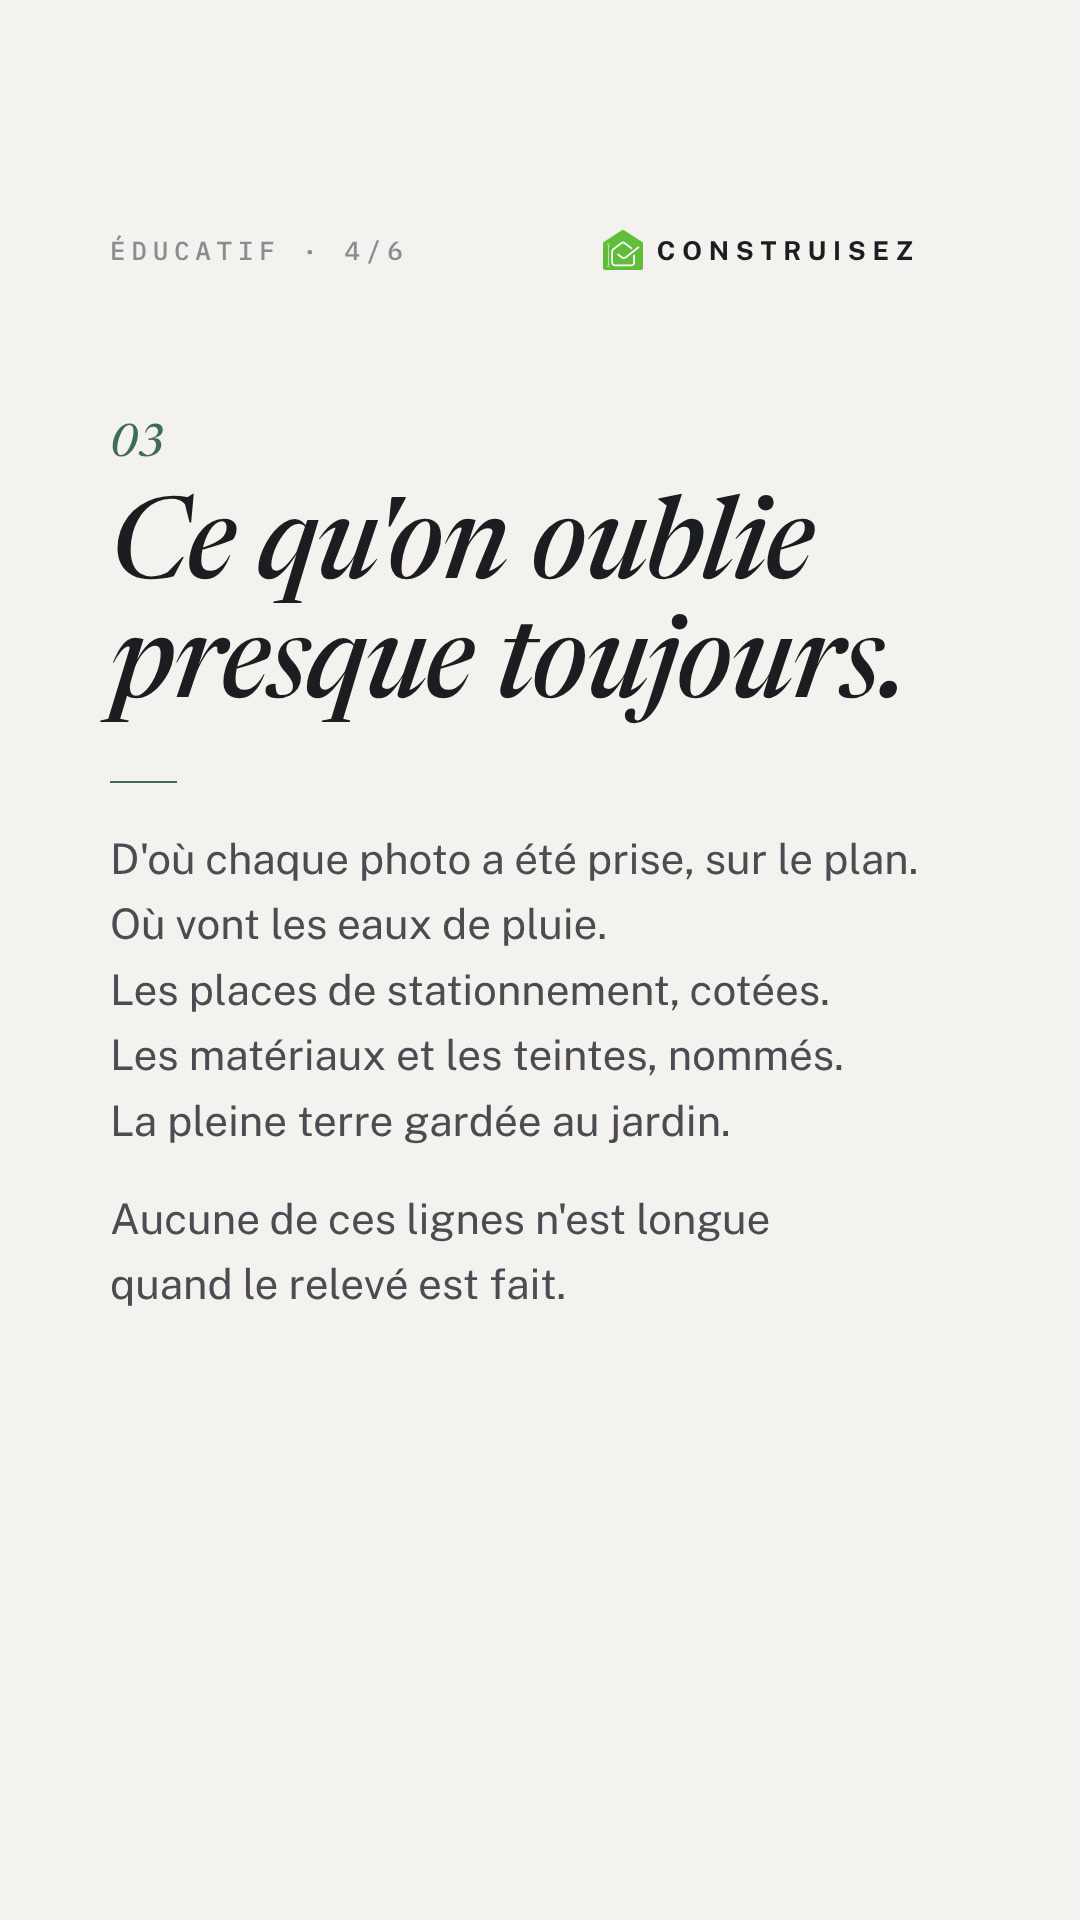 ÉDUCATIF · 4/6
CONSTRUISEZ
03
Ce qu'on oublie
presque toujours.
D'où chaque photo a été prise, sur le plan.
Où vont les eaux de pluie.
Les places de stationnement, cotées.
Les matériaux et les teintes, nommés.
La pleine terre gardée au jardin.
Aucune de ces lignes n'est longue
quand le relevé est fait.